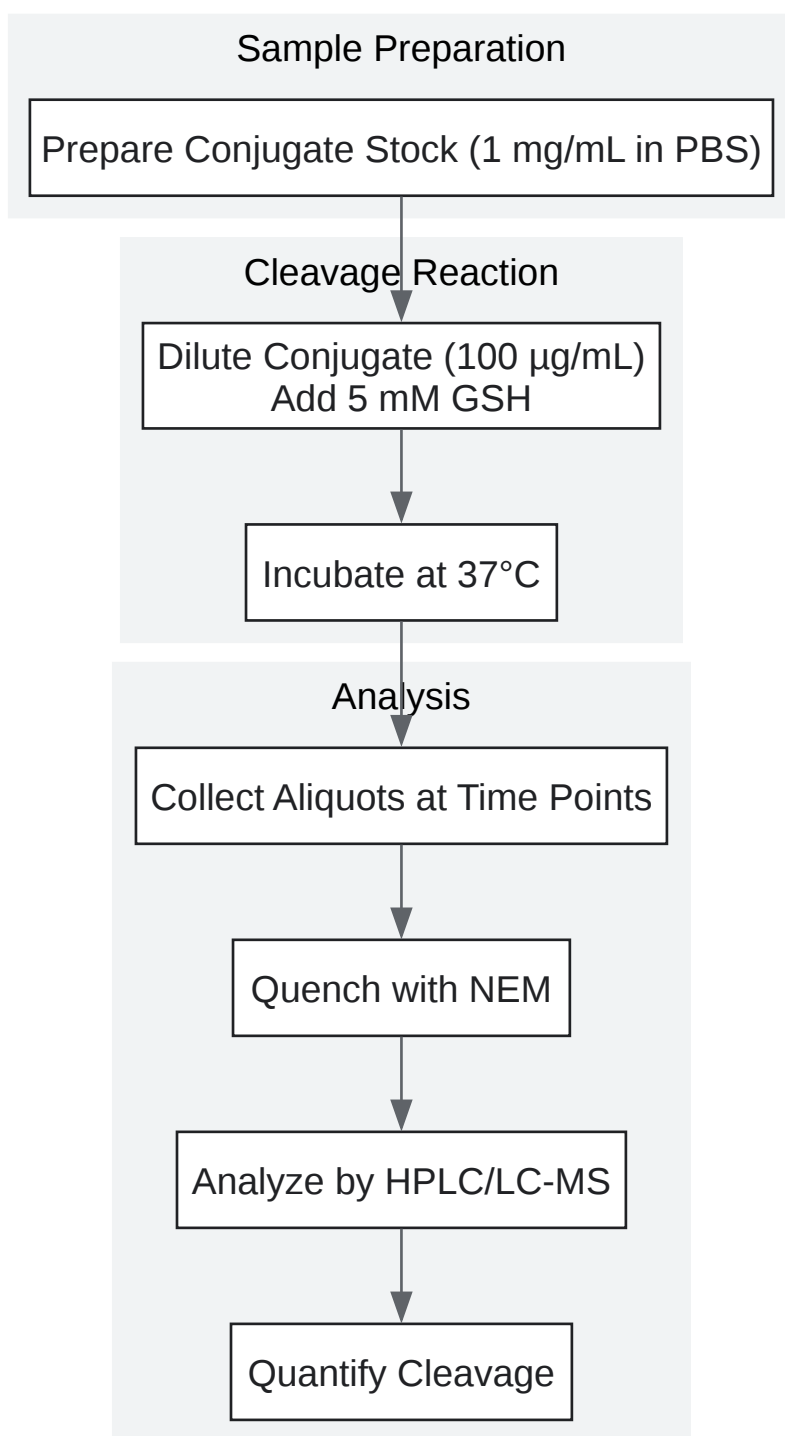 Sample Preparation
Prepare Conjugate Stock (1 mg/mL in PBS)
Cleavage Reaction
Dilute Conjugate (100 µg/mL)
Add 5 mM GSH
Incubate at 37°C
Analysis
Collect Aliquots at Time Points
Quench with NEM
Analyze by HPLC/LC-MS
Quantify Cleavage